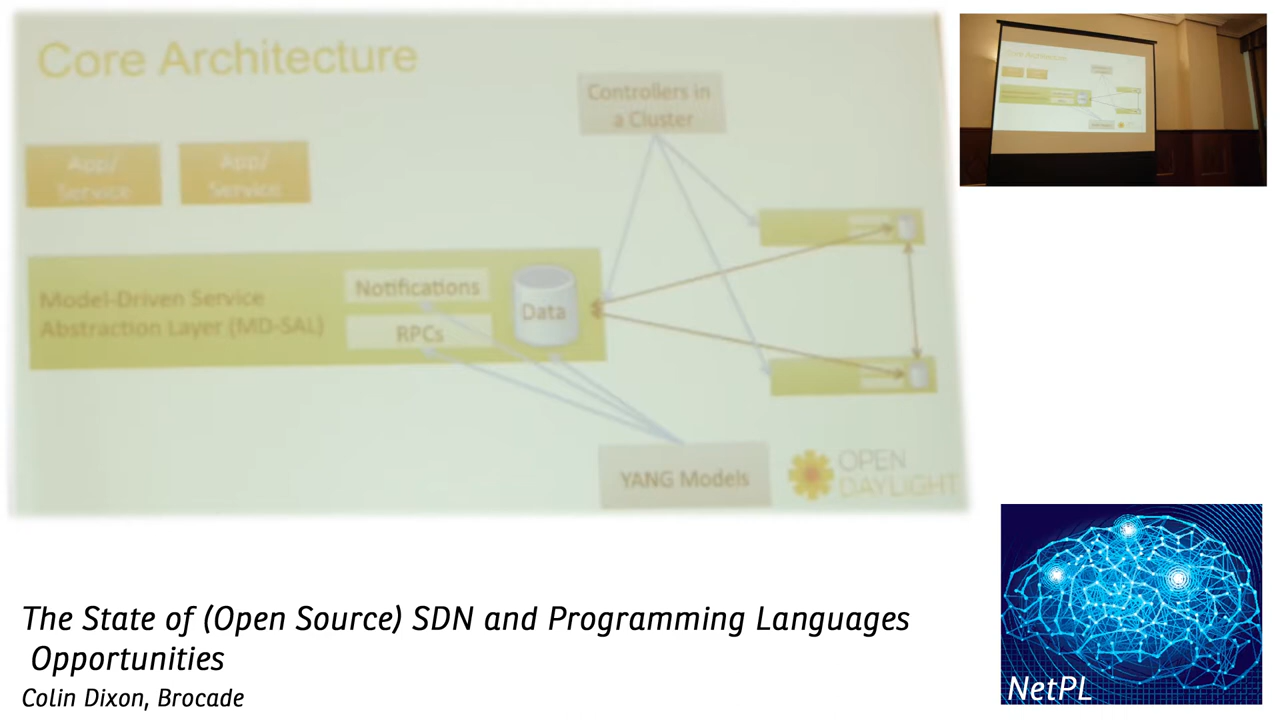 Core Architecture
Controllers in
a Cluster
App/
Service
App/
Service
Model-Driven Service
Abstraction Layer (MD-SAL)
Notifications
RPCs
Data
YANG Models
OPEN
DAYLIGHT
The State of (Open Source) SDN and Programming Languages
Opportunities
Colin Dixon, Brocade
NetPL